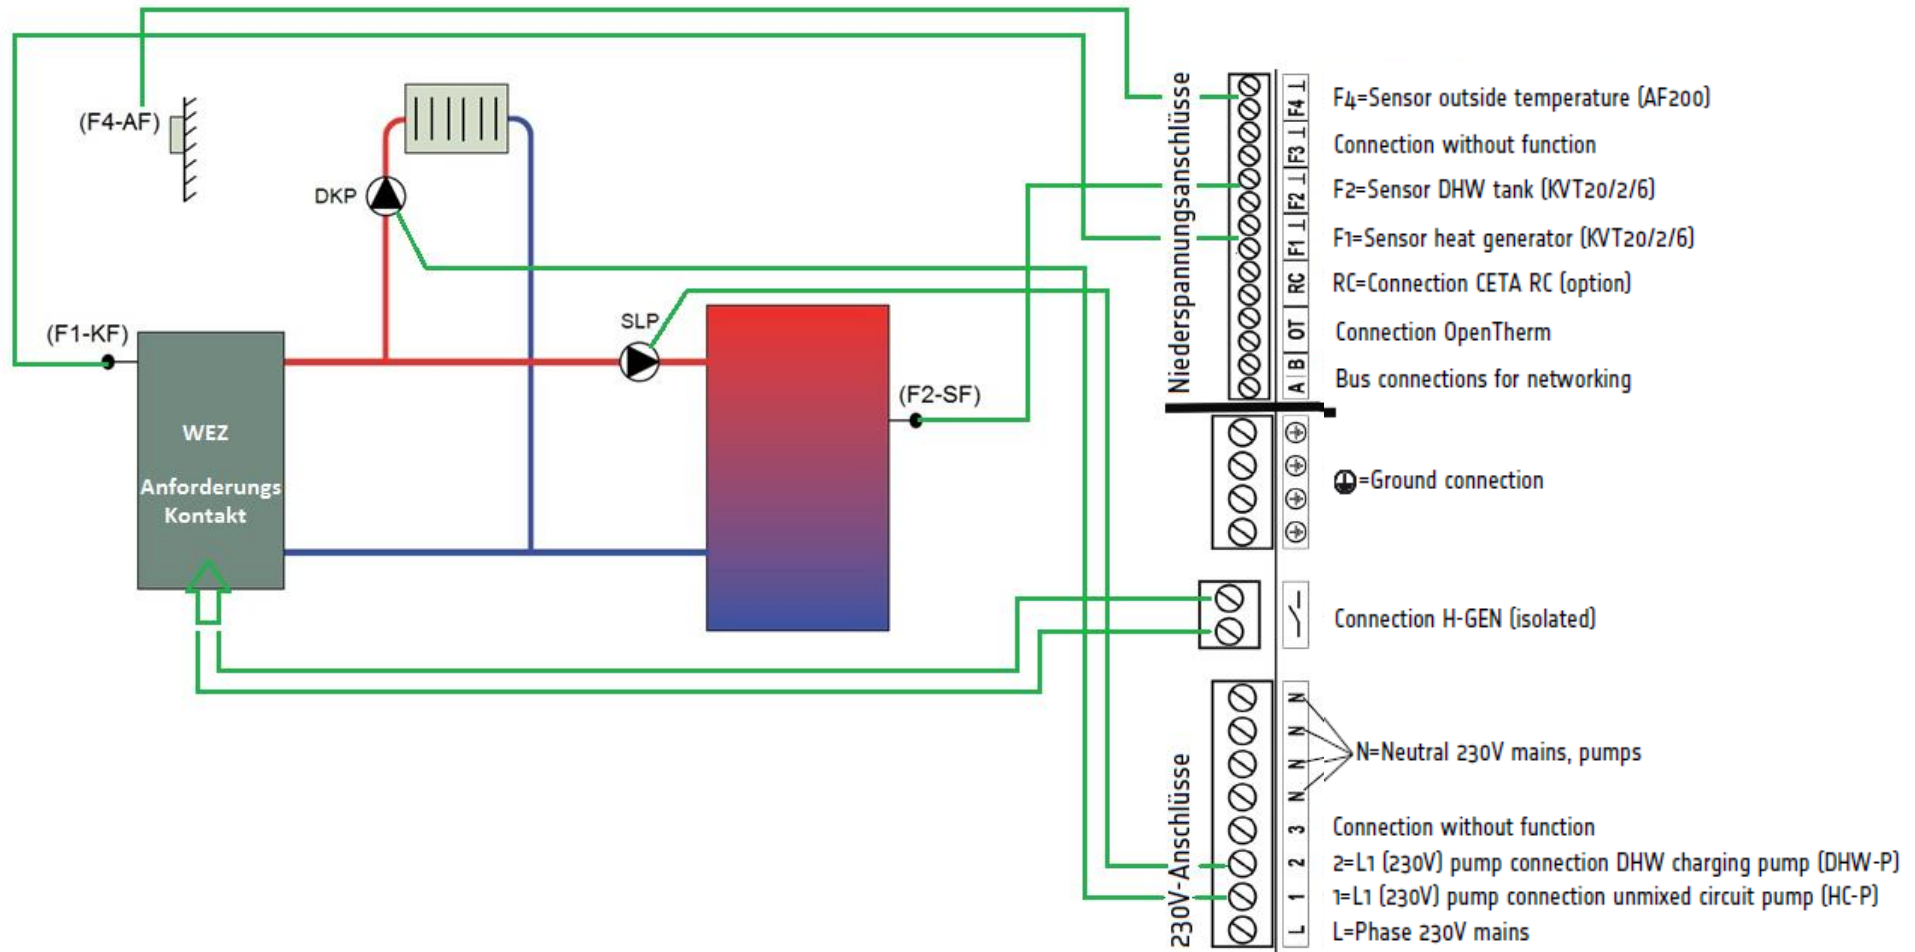 (F4-AF)
DKP
(F1-KF)
SLP
(F2-SF)
WEZ
Anforderungs
Kontakt
Niederspannungsanschlüsse
F4 ⊥
F3 ⊥
F2 ⊥
F1 ⊥
RC
OT
A B
F4=Sensor outside temperature (AF200)
Connection without function
F2=Sensor DHW tank (KVT20/2/6)
F1=Sensor heat generator (KVT20/2/6)
RC=Connection CETA RC (option)
Connection OpenTherm
Bus connections for networking
=Ground connection
Connection H-GEN (isolated)
230V-Anschlüsse
N
N
N
N
3
2
1
L
N=Neutral 230V mains, pumps
Connection without function
2=L1 (230V) pump connection DHW charging pump (DHW-P)
1=L1 (230V) pump connection unmixed circuit pump (HC-P)
L=Phase 230V mains